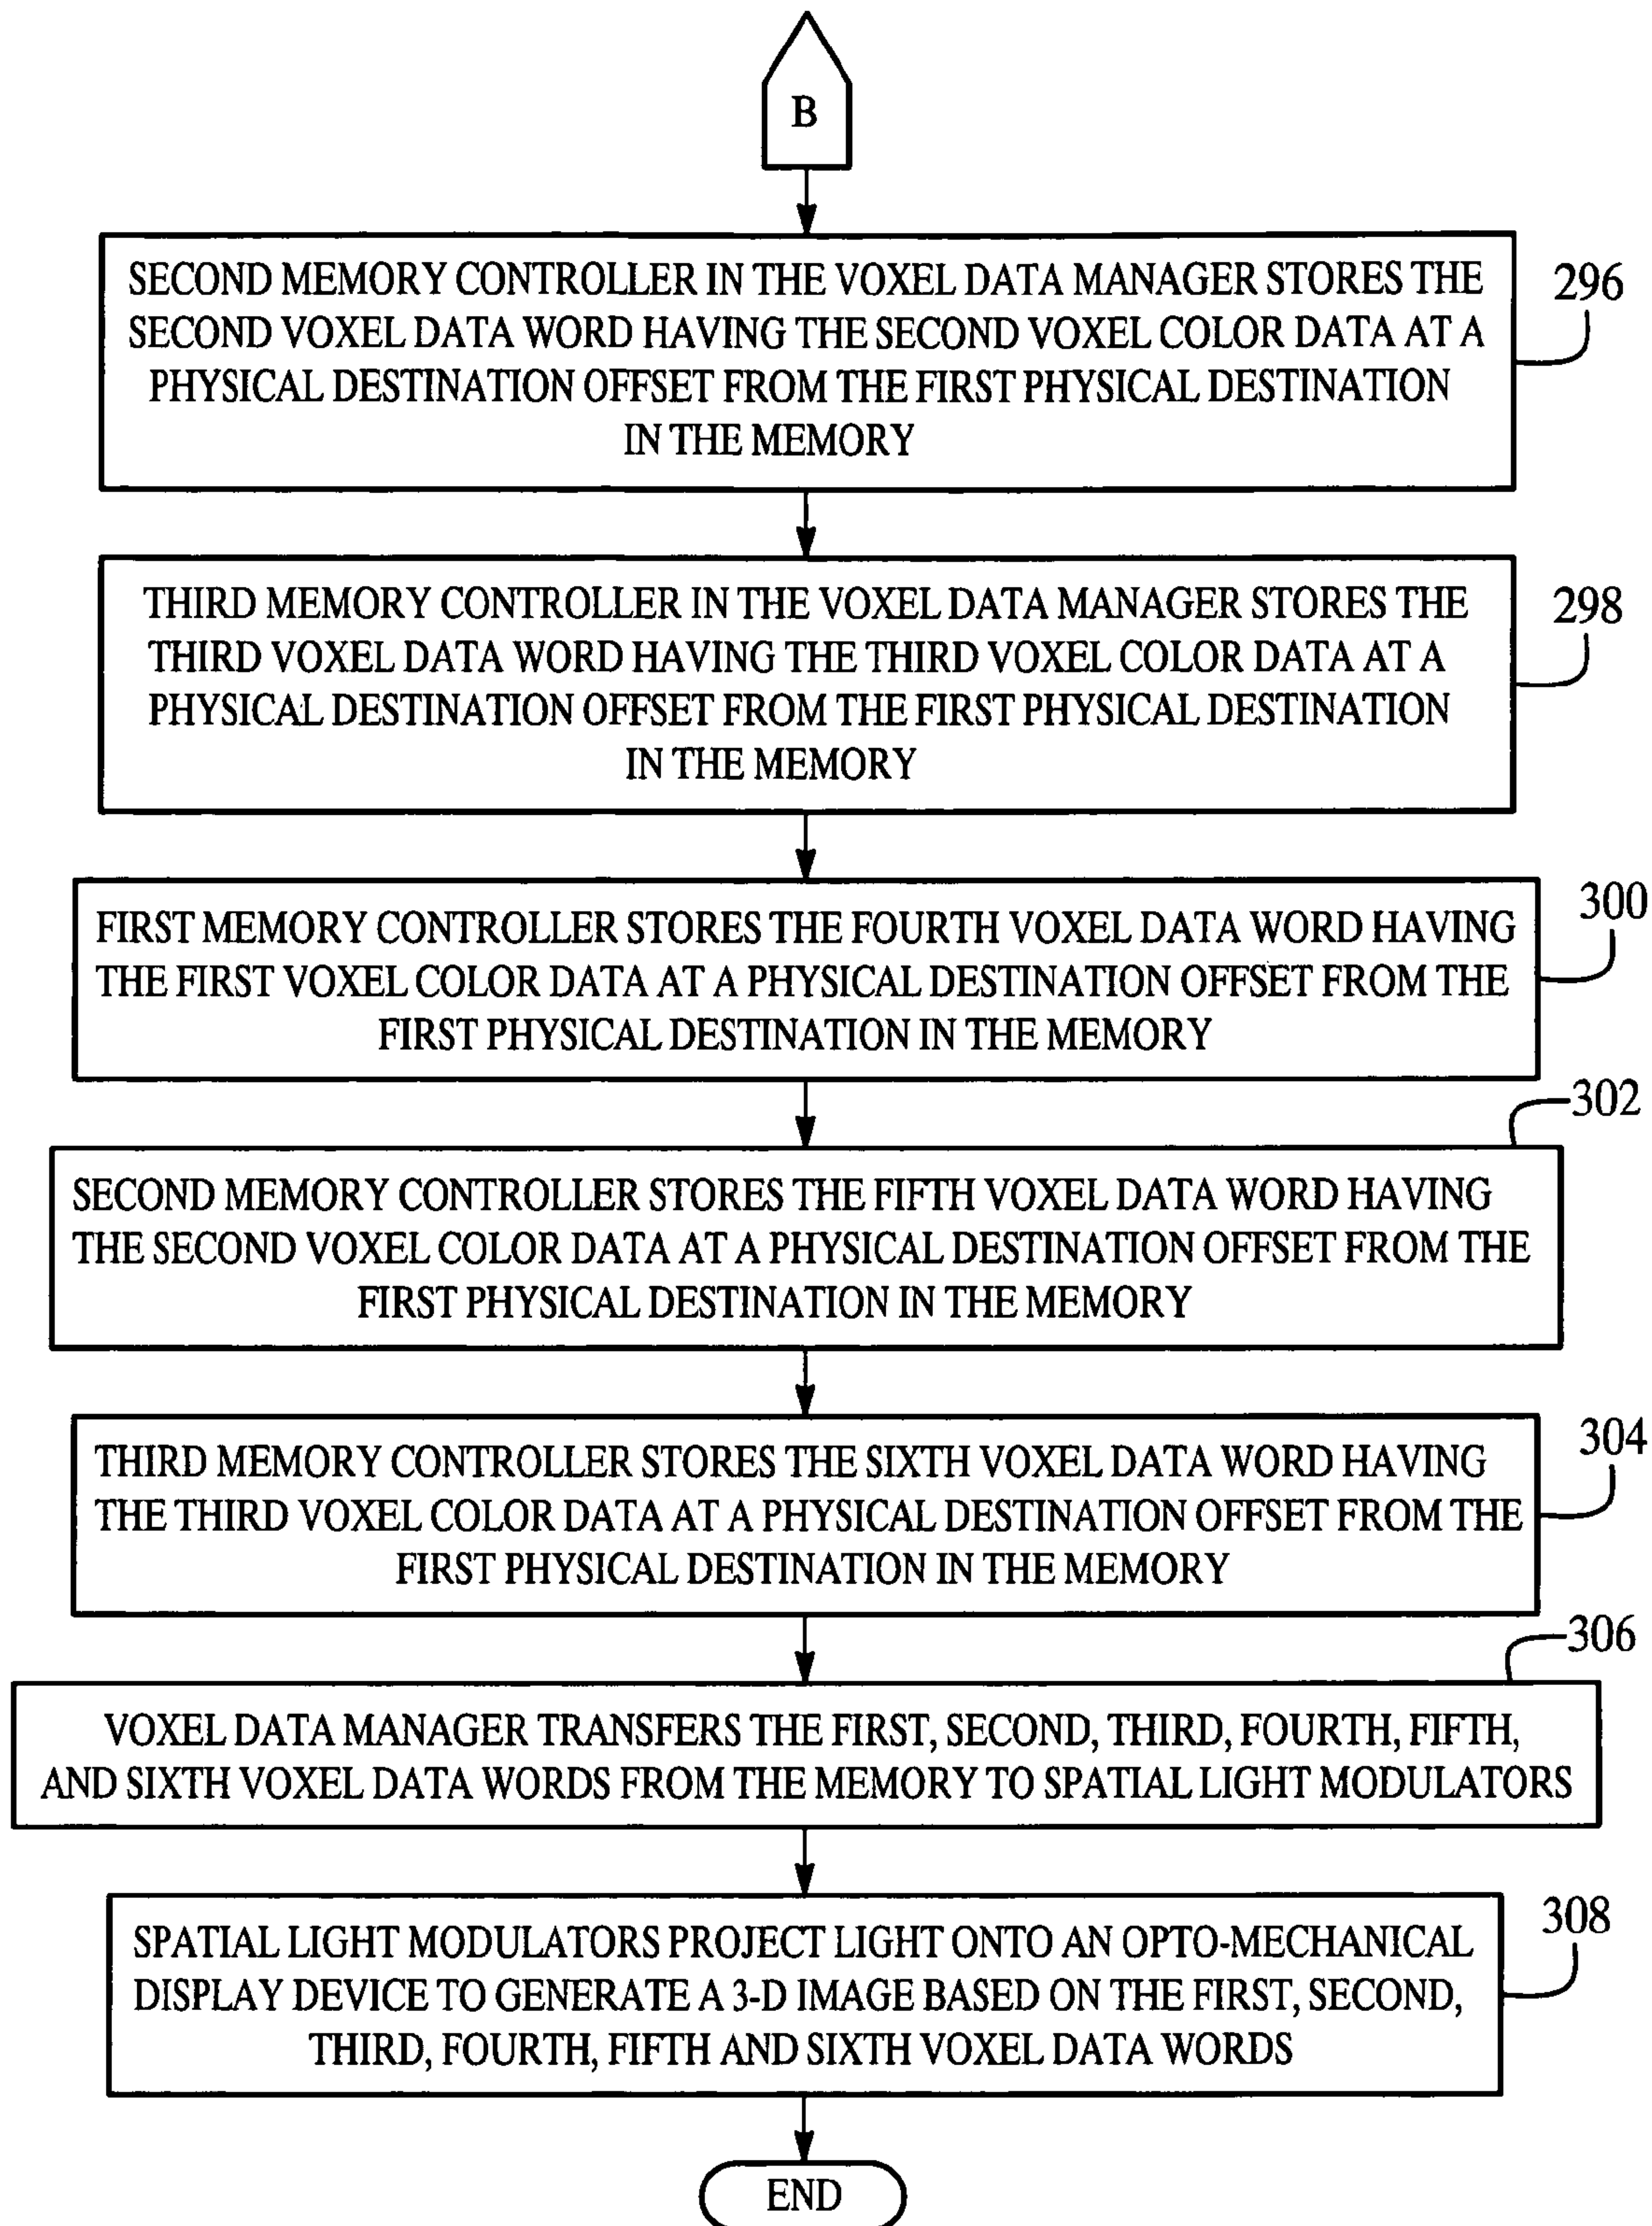 B
SECOND MEMORY CONTROLLER IN THE VOXEL DATA MANAGER STORES THE
SECOND VOXEL DATA WORD HAVING THE SECOND VOXEL COLOR DATA AT A
PHYSICAL DESTINATION OFFSET FROM THE FIRST PHYSICAL DESTINATION
IN THE MEMORY
296
THIRD MEMORY CONTROLLER IN THE VOXEL DATA MANAGER STORES THE
THIRD VOXEL DATA WORD HAVING THE THIRD VOXEL COLOR DATA AT A
PHYSICAL DESTINATION OFFSET FROM THE FIRST PHYSICAL DESTINATION
IN THE MEMORY
298
FIRST MEMORY CONTROLLER STORES THE FOURTH VOXEL DATA WORD HAVING
THE FIRST VOXEL COLOR DATA AT A PHYSICAL DESTINATION OFFSET FROM THE
FIRST PHYSICAL DESTINATION IN THE MEMORY
300
302
SECOND MEMORY CONTROLLER STORES THE FIFTH VOXEL DATA WORD HAVING
THE SECOND VOXEL COLOR DATA AT A PHYSICAL DESTINATION OFFSET FROM THE
FIRST PHYSICAL DESTINATION IN THE MEMORY
THIRD MEMORY CONTROLLER STORES THE SIXTH VOXEL DATA WORD HAVING
THE THIRD VOXEL COLOR DATA AT A PHYSICAL DESTINATION OFFSET FROM THE
FIRST PHYSICAL DESTINATION IN THE MEMORY
304
306
VOXEL DATA MANAGER TRANSFERS THE FIRST, SECOND, THIRD, FOURTH, FIFTH,
AND SIXTH VOXEL DATA WORDS FROM THE MEMORY TO SPATIAL LIGHT MODULATORS
SPATIAL LIGHT MODULATORS PROJECT LIGHT ONTO AN OPTO-MECHANICAL
DISPLAY DEVICE TO GENERATE A 3-D IMAGE BASED ON THE FIRST, SECOND,
THIRD, FOURTH, FIFTH AND SIXTH VOXEL DATA WORDS
308
END